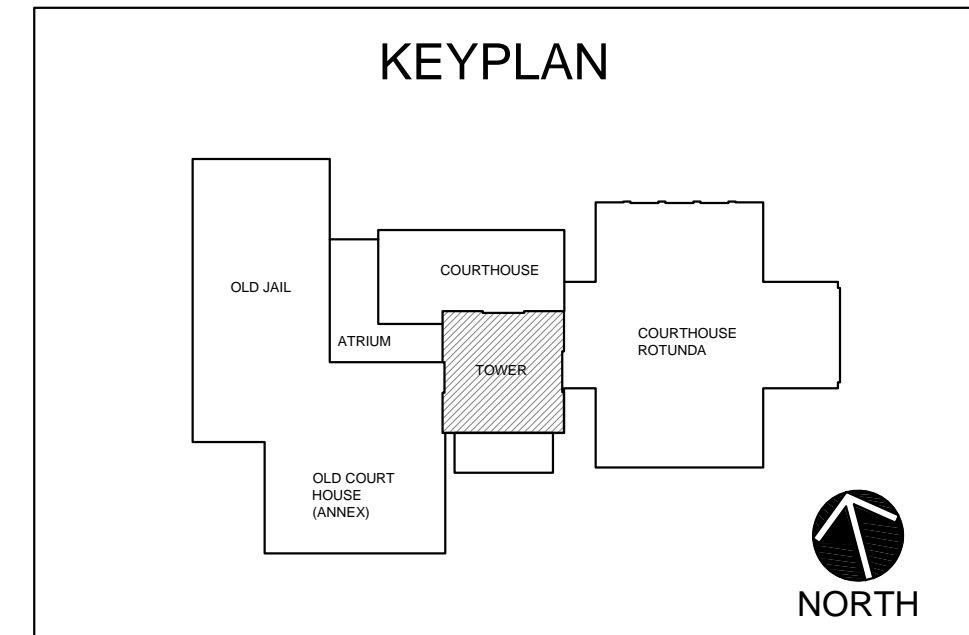 KEYPLAN
COURTHOUSE
OLD JAIL
COURTHOUSE
ROTUNDA
ATRIUM
TOWER
OLD COURT
HOUSE
(ANNEX)
NORTH